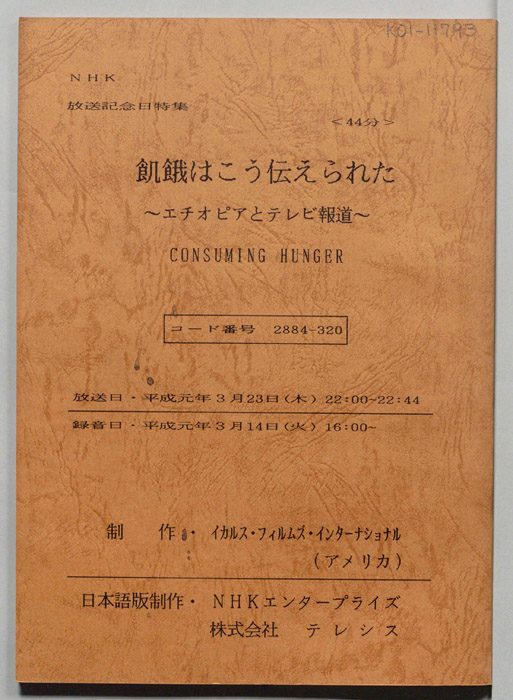 K01-11793
NHK
放送記念日特集
＜44分＞
飢餓はこう伝えられた
～エチオピアとテレビ報道～
CONSUMING HUNGER
コード番号 2884-320
放送日・平成元年3月23日(木) 22:00~22:44
録音日・平成元年3月14日(火) 16:00~
制 作・ イカルス・フィルムズ・インターナショナル
(アメリカ)
日本語版制作・ NHKエンタープライズ
株式会社 テレシス